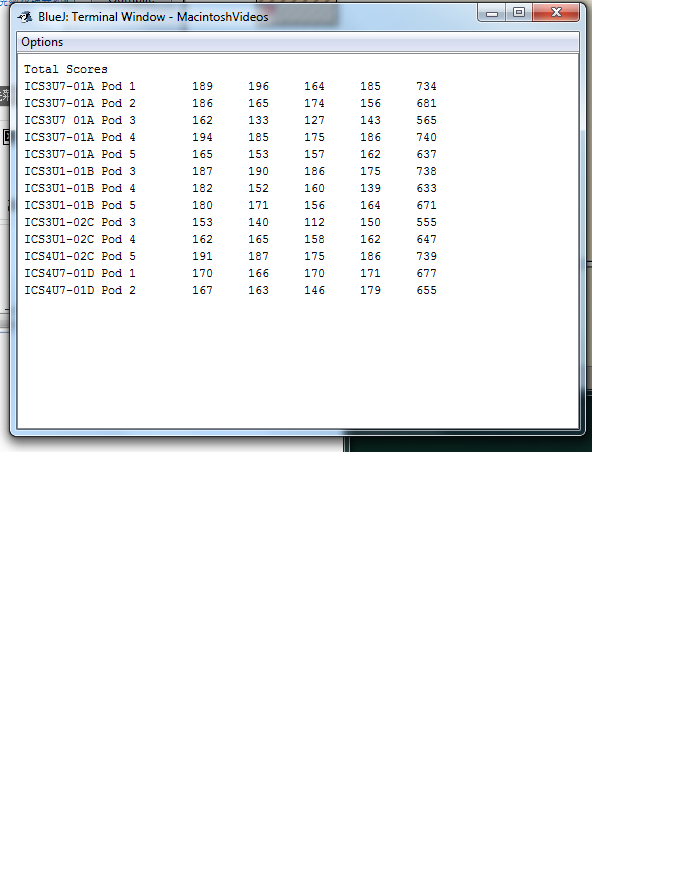 BlueJ: Terminal Window - MacintoshVideos
Options
Total Scores
ICS3U7-01A Pod 1 189 196 164 185 734
ICS3U7-01A Pod 2 186 165 174 156 681
ICS3U7 01A Pod 3 162 133 127 143 565
ICS3U7-01A Pod 4 194 185 175 186 740
ICS3U7-01A Pod 5 165 153 157 162 637
ICS3U1-01B Pod 3 187 190 186 175 738
ICS3U1-01B Pod 4 182 152 160 139 633
ICS3U1-01B Pod 5 180 171 156 164 671
ICS3U1-02C Pod 3 153 140 112 150 555
ICS3U1-02C Pod 4 162 165 158 162 647
ICS4U1-02C Pod 5 191 187 175 186 739
ICS4U7-01D Pod 1 170 166 170 171 677
ICS4U7-01D Pod 2 167 163 146 179 655